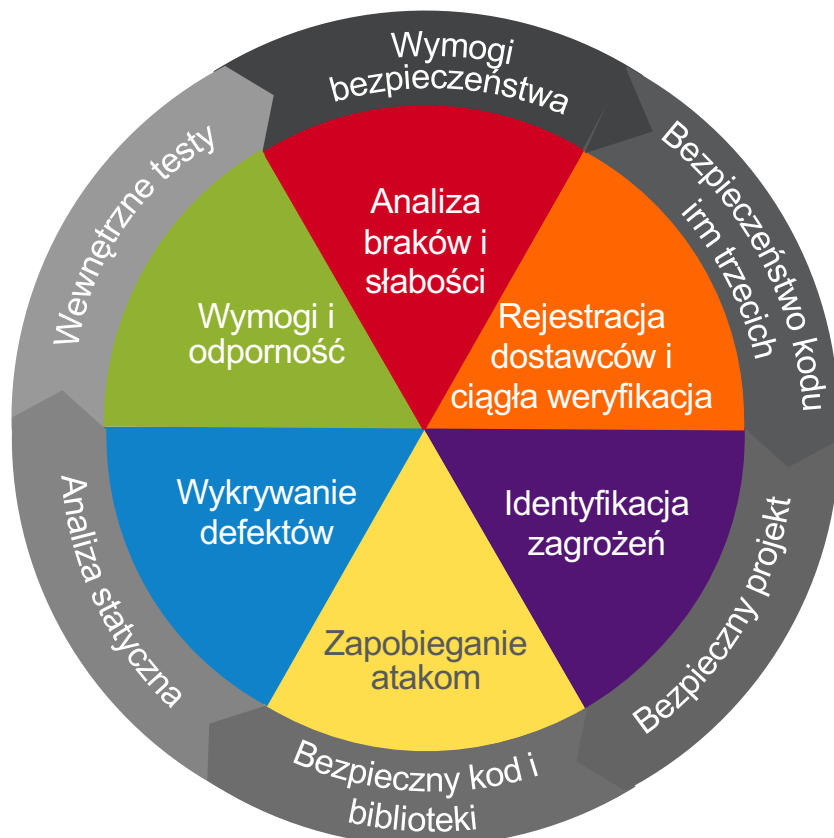 Wymogi
bezpieczeństwa
Bezpieczeństwo kodu
irm trzecich
Bezpieczny projekt
Bezpieczny kod i
biblioteki
Analiza statyczna
Wewnętrzne testy
Analiza
braków i
słabości
Rejestracja
dostawców i
ciągła weryfikacja
Identyfikacja
zagrożeń
Zapobieganie
atakom
Wykrywanie
defektów
Wymogi i
odporność